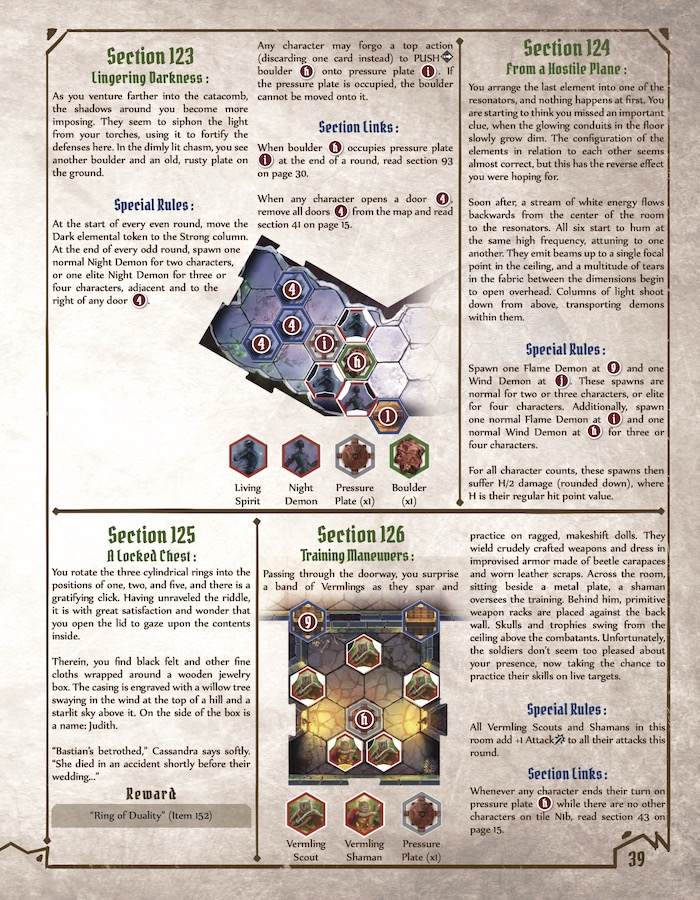 Section 123
Lingering Darkness:
As you venture farther into the catacomb,
the shadows around you become more
imposing. They seem to siphon the light
from your torches, using it to fortify the
defenses here. In the dimly lit chasm, you see
another boulder and an old, rusty plate on
the ground.
Special Rules:
At the start of every even round, move the
Dark elemental token to the Strong column.
At the end of every odd round, spawn one
normal Night Demon for two characters,
or one elite Night Demon for three or
four characters, adjacent and to the
right of any door 4.
Any character may forgo a top action
(discarding one card instead) to PUSH
boulder h onto pressure plate i. If
the pressure plate is occupied, the boulder
cannot be moved onto it.
Section Links:
When boulder h occupies pressure plate
i at the end of a round, read section 93
on page 30.
When any character opens a door 4,
remove all doors 4 from the map and read
section 41 on page 15.
4
4
4
i
h
1
Living
Spirit
Night
Demon
Pressure
Plate (x1)
Boulder
(x1)
Section 124
From a Hostile Plane:
You arrange the last element into one of the
resonators, and nothing happens at first. You
are starting to think you missed an important
clue, when the glowing conduits in the floor
slowly grow dim. The configuration of the
elements in relation to each other seems
almost correct, but this has the reverse effect
you were hoping for.
Soon after, a stream of white energy flows
backwards from the center of the room
to the resonators. All six start to hum at
the same high frequency, attuning to one
another. They emit beams up to a single focal
point in the ceiling, and a multitude of tears
in the fabric between the dimensions begin
to open overhead. Columns of light shoot
down from above, transporting demons
within them.
Special Rules:
Spawn one Flame Demon at g and one
Wind Demon at j. These spawns are
normal for two or three characters, or elite
for four characters. Additionally, spawn
one normal Flame Demon at i and one
normal Wind Demon at h for three or
four characters.
For all character counts, these spawns then
suffer H/2 damage (rounded down), where
H is their regular hit point value.
Section 125
A Locked Chest:
You rotate the three cylindrical rings into the
positions of one, two, and five, and there is a
gratifying click. Having unraveled the riddle,
it is with great satisfaction and wonder that
you open the lid to gaze upon the contents
inside.
Therein, you find black felt and other fine
cloths wrapped around a wooden jewelry
box. The casing is engraved with a willow tree
swaying in the wind at the top of a hill and a
starlit sky above it. On the side of the box is
a name: Judith.
"Bastian's betrothed," Cassandra says softly.
"She died in an accident shortly before their
wedding..."
Reward
"Ring of Duality" (Item 152)
Section 126
Training Maneuvers:
Passing through the doorway, you surprise
a band of Vermlings as they spar and
9
h
Vermling
Scout
Vermling
Shaman
Pressure
Plate (x1)
practice on ragged, makeshift dolls. They
wield crudely crafted weapons and dress in
improvised armor made of beetle carapaces
and worn leather scraps. Across the room,
sitting beside a metal plate, a shaman
oversees the training. Behind him, primitive
weapon racks are placed against the back
wall. Skulls and trophies swing from the
ceiling above the combatants. Unfortunately,
the soldiers don't seem too pleased about
your presence, now taking the chance to
practice their skills on live targets.
Special Rules:
All Vermling Scouts and Shamans in this
room add +1 Attack to all their attacks this
round.
Section Links:
Whenever any character ends their turn on
pressure plate h while there are no other
characters on tile N1b, read section 43 on
page 15.
39